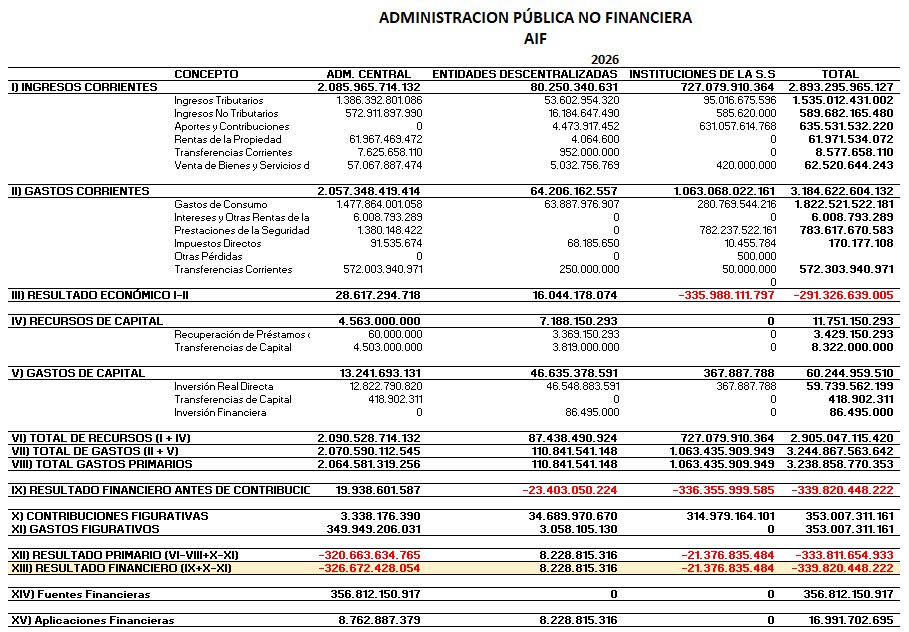 ADMINISTRACION PÚBLICA NO FINANCIERA
AIF
2026
CONCEPTO ADM. CENTRAL ENTIDADES DESCENTRALIZADAS INSTITUCIONES DE LA S.S TOTAL
I) INGRESOS CORRIENTES 2.085.965.714.132 80.250.340.631 727.079.910.364 2.893.295.965.127
Ingresos Tributarios 1.386.392.801.086 53.602.954.320 95.016.675.596 1.535.012.431.002
Ingresos No Tributarios 572.911.897.990 16.184.647.490 585.620.000 589.682.165.480
Aportes y Contribuciones 0 4.473.917.452 631.057.614.768 635.531.532.220
Rentas de la Propiedad 61.967.469.472 4.064.600 0 61.971.534.072
Transferencias Corrientes 7.625.658.110 952.000.000 0 8.577.658.110
Venta de Bienes y Servicios d 57.067.887.474 5.032.756.769 420.000.000 62.520.644.243
II) GASTOS CORRIENTES 2.057.348.419.414 64.206.162.557 1.063.068.022.161 3.184.622.604.132
Gastos de Consumo 1.477.864.001.058 63.887.976.907 280.769.544.216 1.822.521.522.181
Intereses y Otras Rentas de la 6.008.793.289 0 0 6.008.793.289
Prestaciones de la Seguridad 1.380.148.422 0 782.237.522.161 783.617.670.583
Impuestos Directos 91.535.674 68.185.650 10.455.784 170.177.108
Otras Pérdidas 0 0 500.000
Transferencias Corrientes 572.003.940.971 250.000.000 50.000.000 572.303.940.971
0
III) RESULTADO ECONÓMICO I-II 28.617.294.718 16.044.178.074 -335.988.111.797 -291.326.639.005
IV) RECURSOS DE CAPITAL 4.563.000.000 7.188.150.293 0 11.751.150.293
Recuperación de Préstamos 60.000.000 3.369.150.293 0 3.429.150.293
Transferencias de Capital 4.503.000.000 3.819.000.000 0 8.322.000.000
V) GASTOS DE CAPITAL 13.241.693.131 46.635.378.591 367.887.788 60.244.959.510
Inversión Real Directa 12.822.790.820 46.548.883.591 367.887.788 59.739.562.199
Transferencias de Capital 418.902.311 0 0 418.902.311
Inversión Financiera 0 86.495.000 0 86.495.000
VI) TOTAL DE RECURSOS (I + IV) 2.090.528.714.132 87.438.490.924 727.079.910.364 2.905.047.115.420
VII) TOTAL DE GASTOS (II + V) 2.070.590.112.545 110.841.541.148 1.063.435.909.949 3.244.867.563.642
VIII) TOTAL GASTOS PRIMARIOS 2.064.581.319.256 110.841.541.148 1.063.435.909.949 3.238.858.770.353
IX) RESULTADO FINANCIERO ANTES DE CONTRIBUCIC 19.938.601.587 -23.403.050.224 -336.355.999.585 -339.820.448.222
X) CONTRIBUCIONES FIGURATIVAS 3.338.176.390 34.689.970.670 314.979.164.101 353.007.311.161
XI) GASTOS FIGURATIVOS 349.949.206.031 3.058.105.130 0 353.007.311.161
XII) RESULTADO PRIMARIO (VI-VIII+X-XI) -320.663.634.765 8.228.815.316 -21.376.835.484 -333.811.654.933
XIII) RESULTADO FINANCIERO (IX+X-XI) -326.672.428.054 8.228.815.316 -21.376.835.484 -339.820.448.222
XIV) Fuentes Financieras 356.812.150.917 0 0 356.812.150.917
XV) Aplicaciones Financieras 8.762.887.379 8.228.815.316 0 16.991.702.695